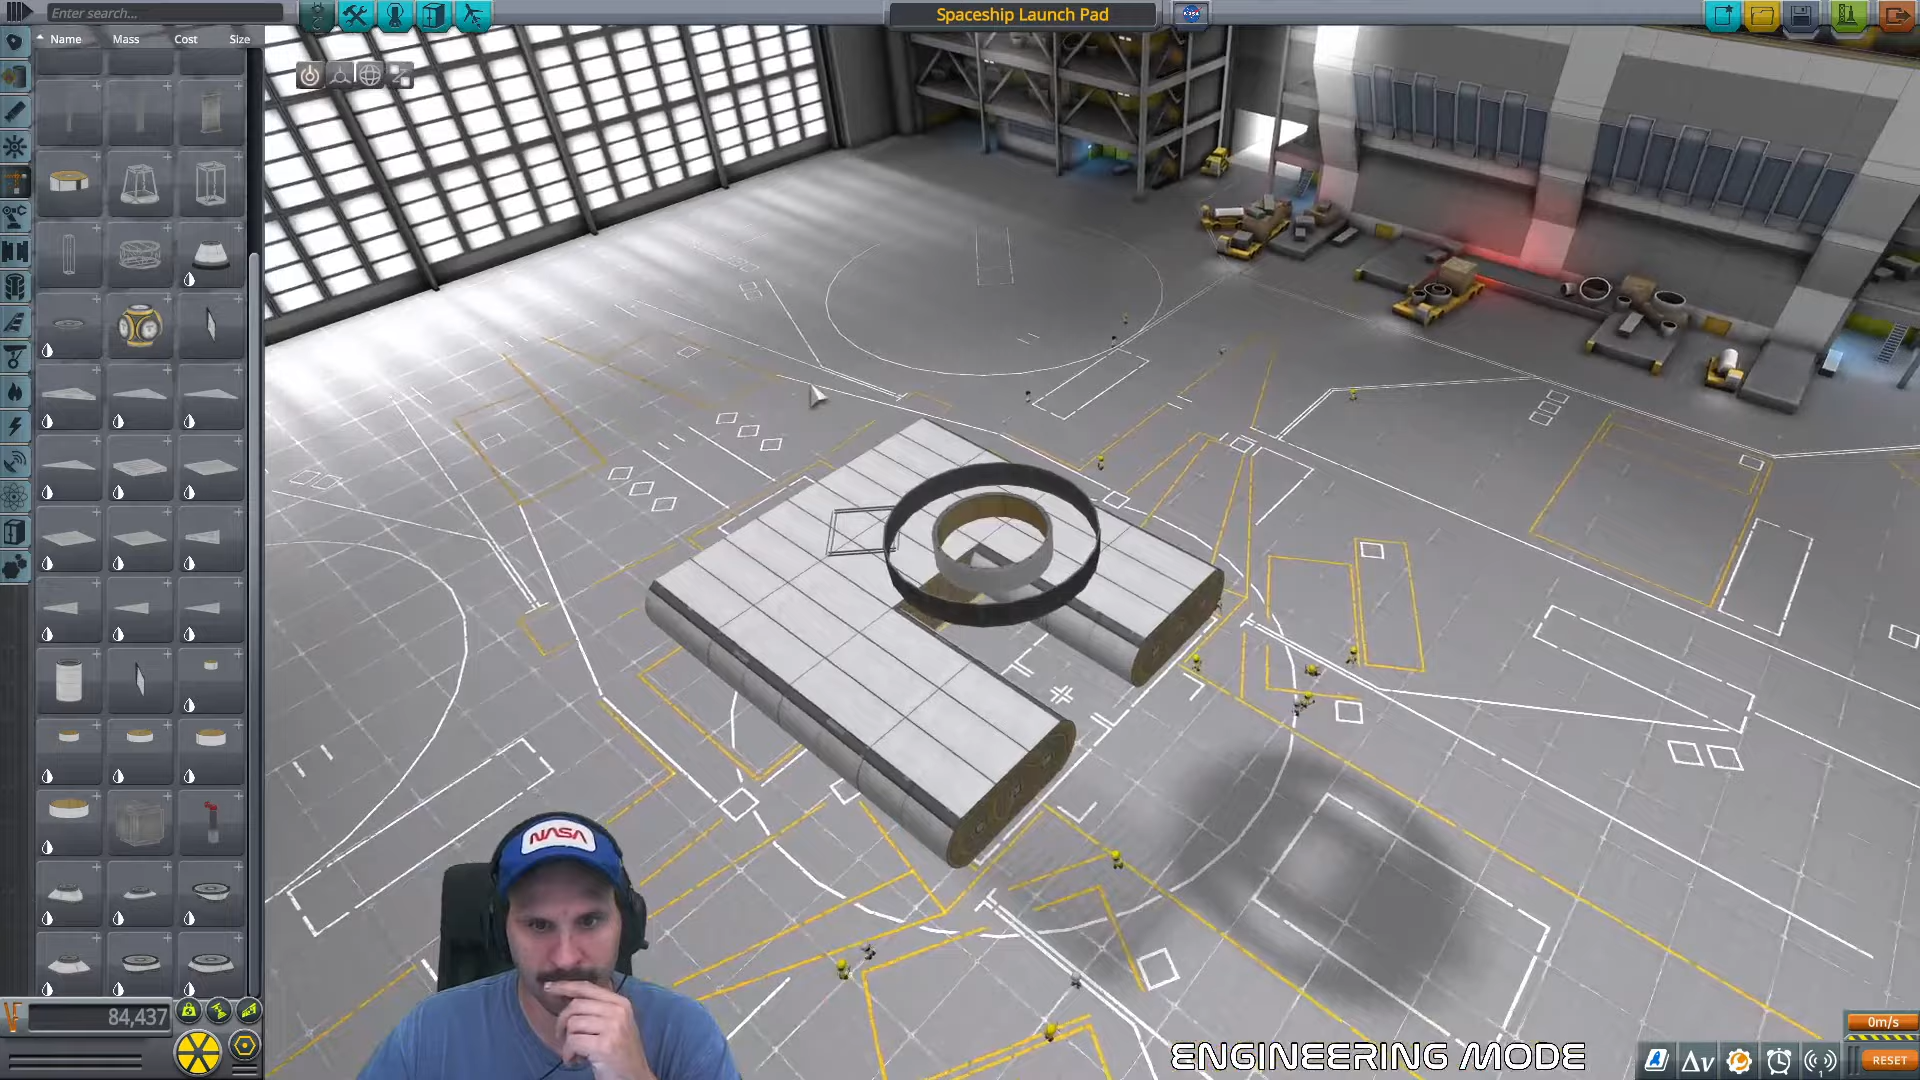 Enter search...
Spaceship Launch Pad
Name Mass Cost Size
NASA
84,437
0m/s
ENGINEERING MODE
Δv
RESET